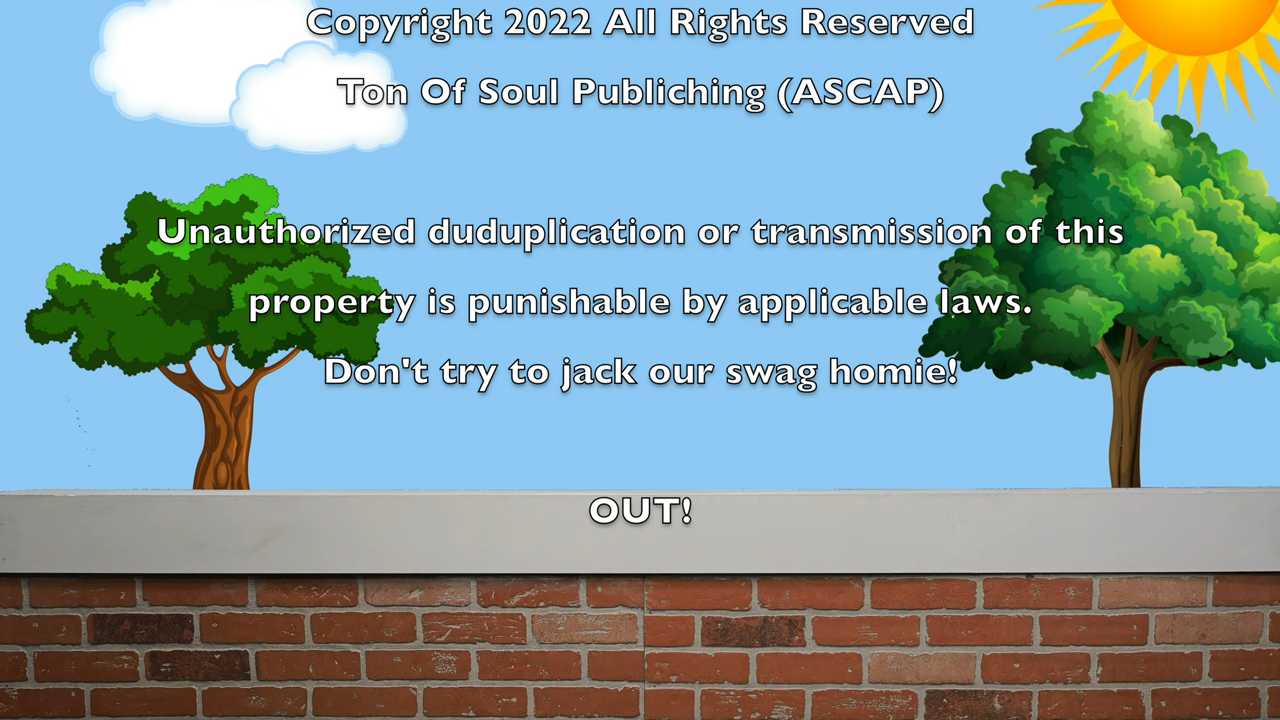 Copyright 2022 All Rights Reserved
Ton Of Soul Publiching (ASCAP)
Unauthorized duduplication or transmission of this
property is punishable by applicable laws.
Don't try to jack our swag homie!
OUT!